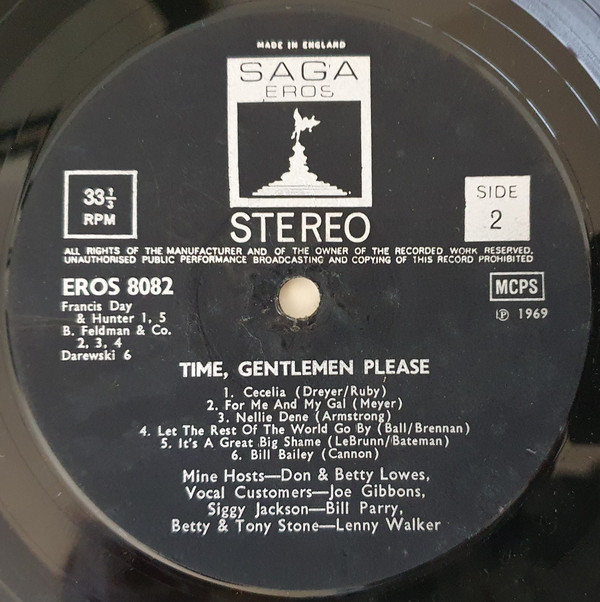 MADE IN ENGLAND
SAGA
EROS
33⅓
RPM
STEREO
SIDE
2
ALL RIGHTS OF THE MANUFACTURER AND OF THE OWNER OF THE RECORDED WORK RESERVED.
UNAUTHORISED PUBLIC PERFORMANCE BROADCASTING AND COPYING OF THIS RECORD PROHIBITED
EROS 8082
Francis Day
& Hunter 1, 5
B. Feldman & Co.
2, 3, 4
Darewski 6
MCPS
℗ 1969
TIME, GENTLEMEN PLEASE
1. Cecelia (Dreyer/Ruby)
2. For Me And My Gal (Meyer)
3. Nellie Dene (Armstrong)
4. Let The Rest Of The World Go By (Ball/Brennan)
5. It's A Great Big Shame (LeBrunn/Bateman)
6. Bill Bailey (Cannon)
Mine Hosts—Don & Betty Lowes,
Vocal Customers—Joe Gibbons,
Siggy Jackson—Bill Parry,
Betty & Tony Stone—Lenny Walker